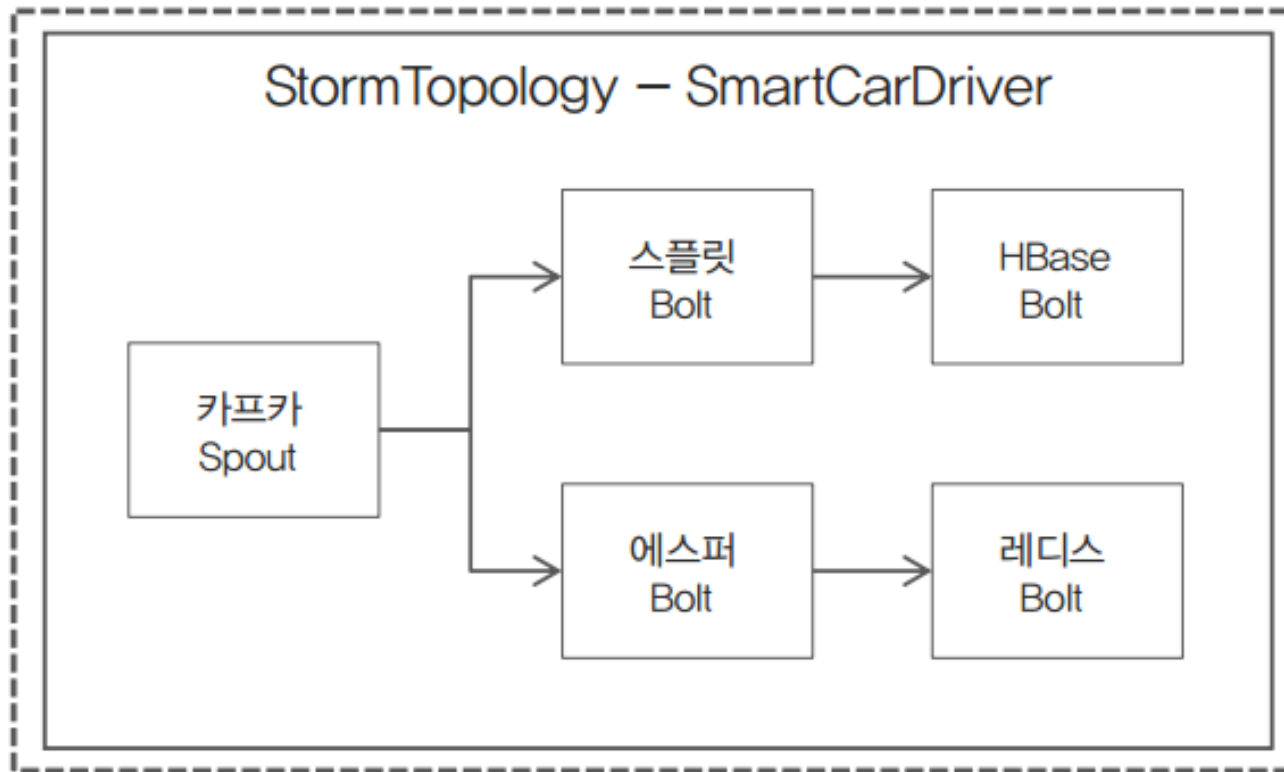 StormTopology – SmartCarDriver
카프카
Spout
스플릿
Bolt
HBase
Bolt
에스퍼
Bolt
레디스
Bolt